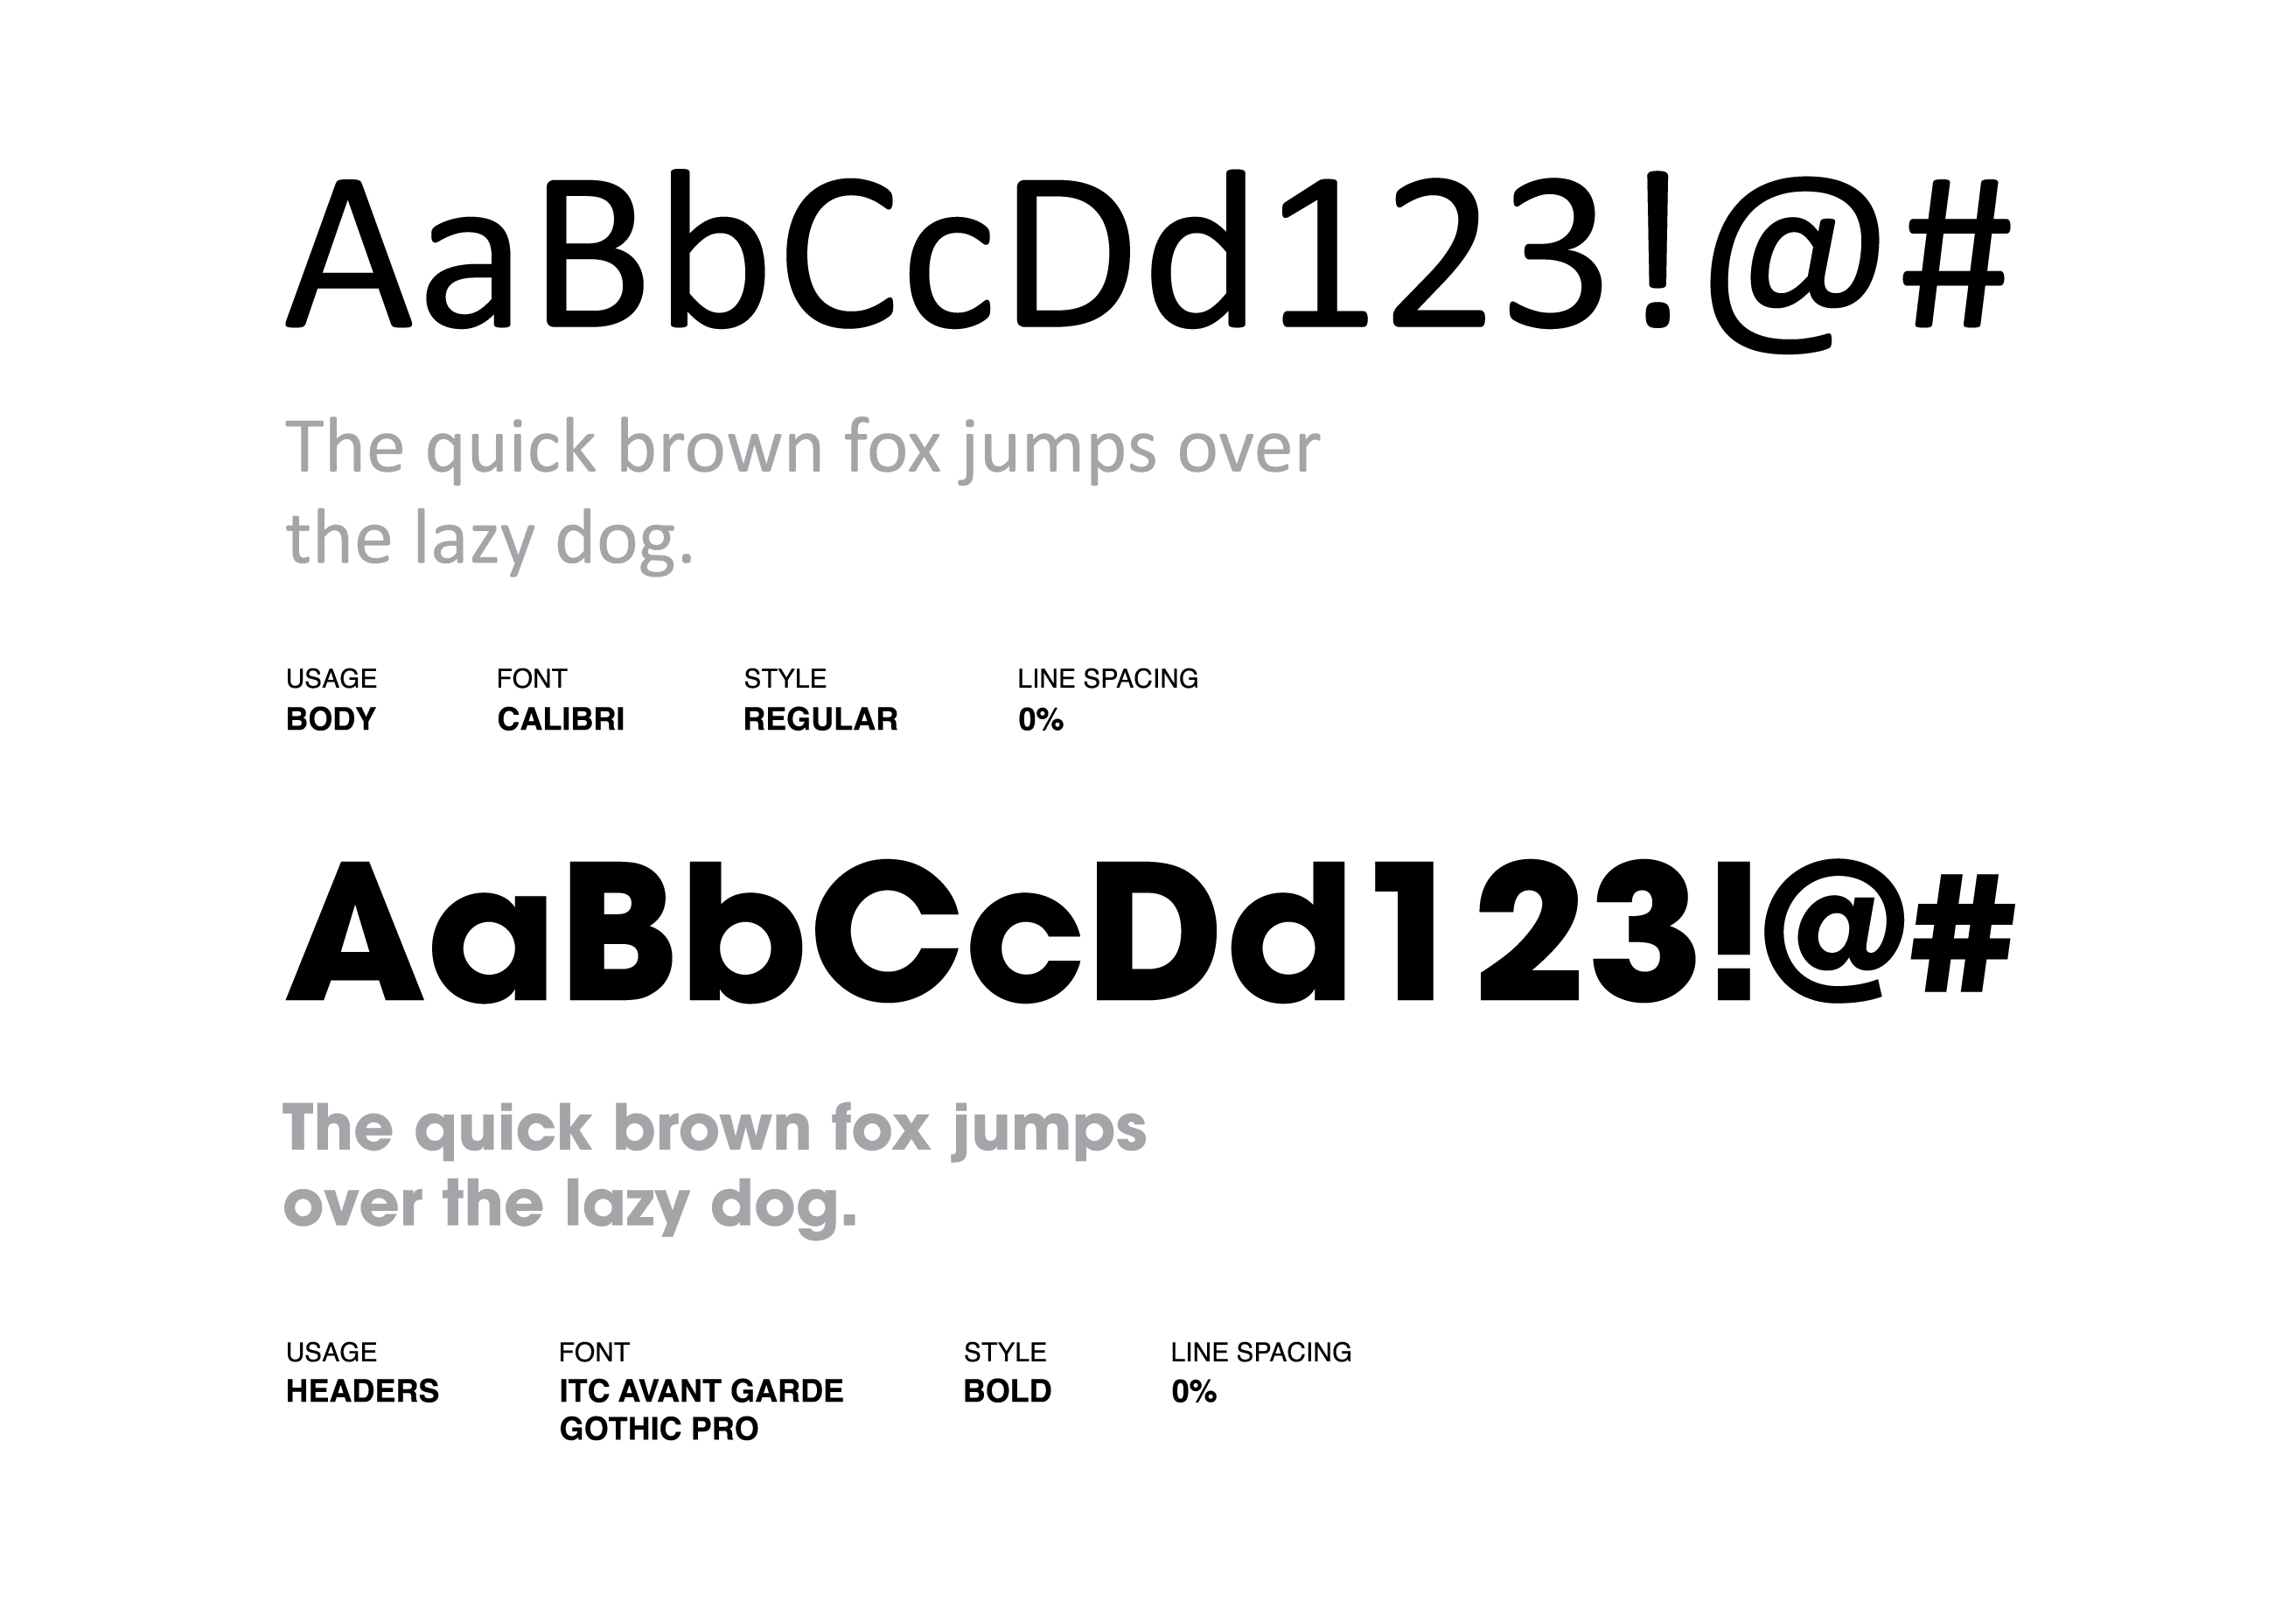 AaBbCcDd123!@#
The quick brown fox jumps over
the lazy dog.
USAGE FONT STYLE LINE SPACING
BODY CALIBRI REGULAR 0%
AaBbCcDd123!@#
The quick brown fox jumps
over the lazy dog.
USAGE FONT STYLE LINE SPACING
HEADERS ITC AVANT GARDE BOLD 0%
GOTHIC PRO